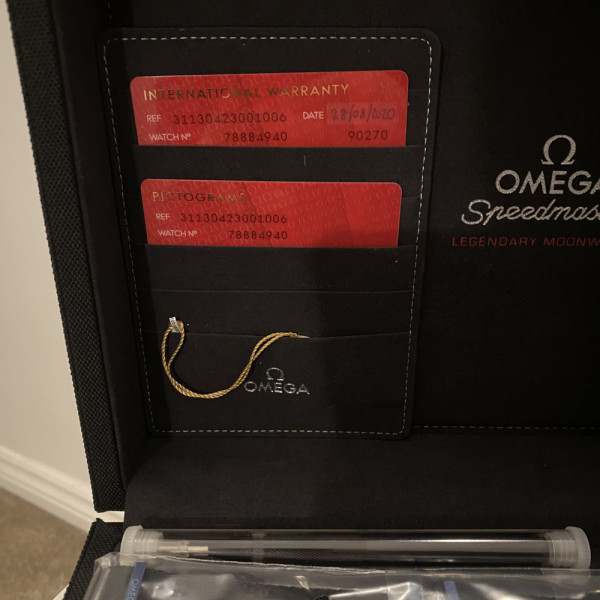 INTERNATIONAL WARRANTY
REF 31130423001006 DATE 28/08/2020
WATCH Nº 78884940 90270
PICTOGRAMS
REF 31130423001006
WATCH Nº 78884940
Ω
OMEGA
Ω
OMEGA
Speedmas
LEGENDARY MOONW
OMEG